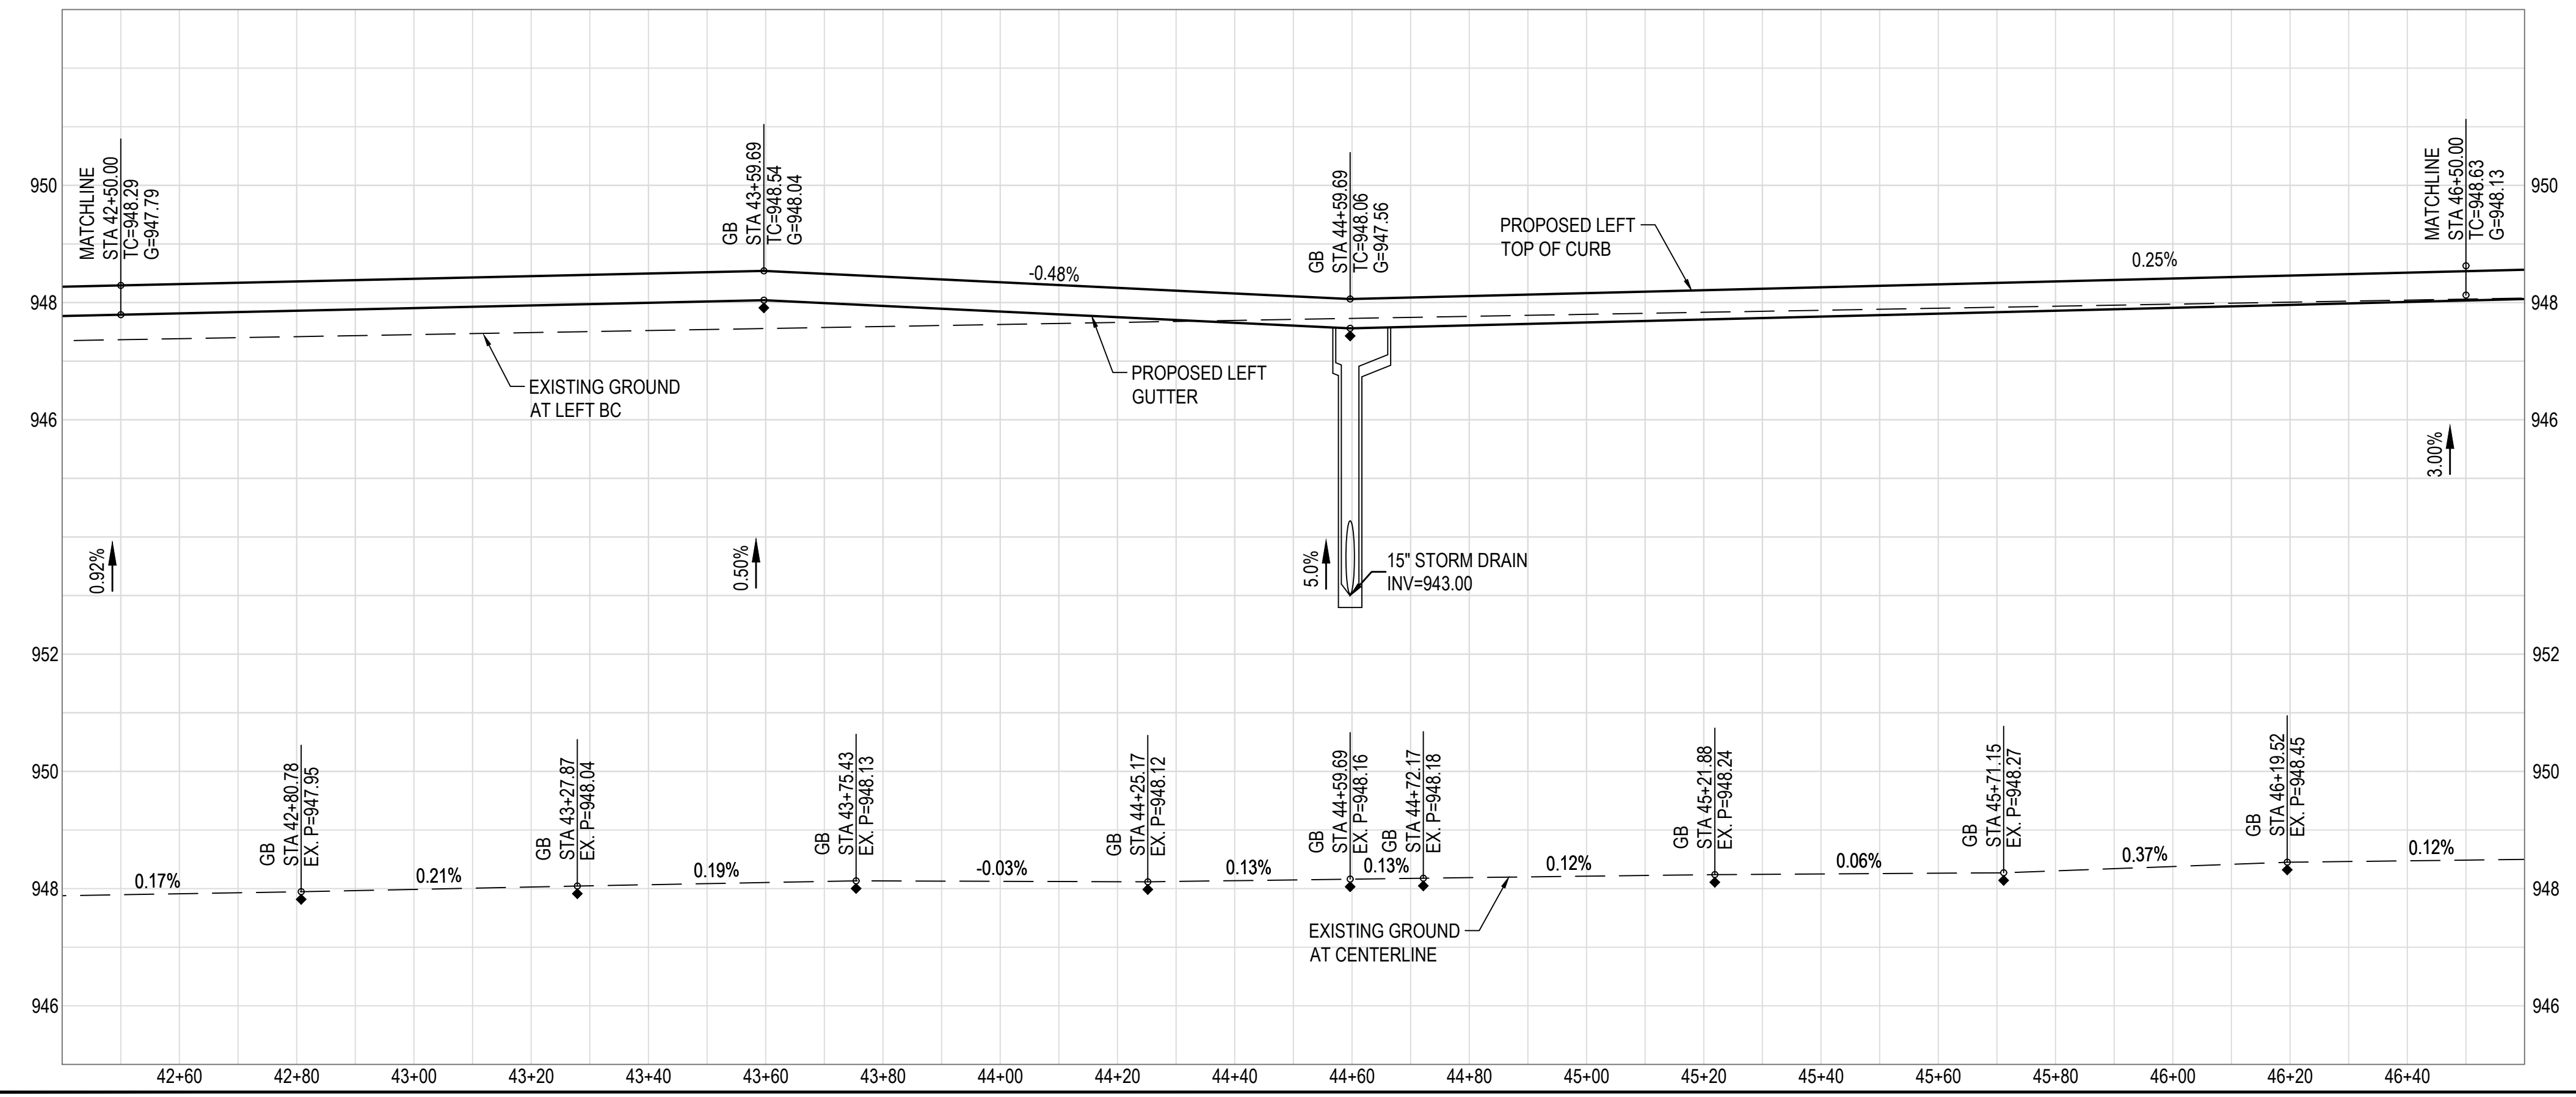 MATCHLINE
STA 42+50.00
TC=948.29
G=947.79
GB
STA 43+59.69
TC=948.54
G=948.04
GB
STA 44+59.69
TC=948.06
G=947.56
MATCHLINE
STA 46+50.00
TC=948.63
G=948.13
950
950
PROPOSED LEFT
TOP OF CURB
-0.48%
0.25%
948
948
EXISTING GROUND
AT LEFT BC
PROPOSED LEFT
GUTTER
946
946
0.92%
0.50%
5.0%
3.00%
15" STORM DRAIN
INV=943.00
952
952
950
950
GB
STA 42+80.78
EX. P=947.95
GB
STA 43+27.87
EX. P=948.04
GB
STA 43+75.43
EX. P=948.13
GB
STA 44+25.17
EX. P=948.12
GB
STA 44+59.69
EX. P=948.16
GB
STA 44+72.17
EX. P=948.18
GB
STA 45+21.88
EX. P=948.24
GB
STA 45+71.15
EX. P=948.27
GB
STA 46+19.52
EX. P=948.45
0.17%
0.21%
0.19%
-0.03%
0.13%
0.13%
0.12%
0.06%
0.37%
0.12%
948
948
EXISTING GROUND
AT CENTERLINE
946
946
42+60
42+80
43+00
43+20
43+40
43+60
43+80
44+00
44+20
44+40
44+60
44+80
45+00
45+20
45+40
45+60
45+80
46+00
46+20
46+40